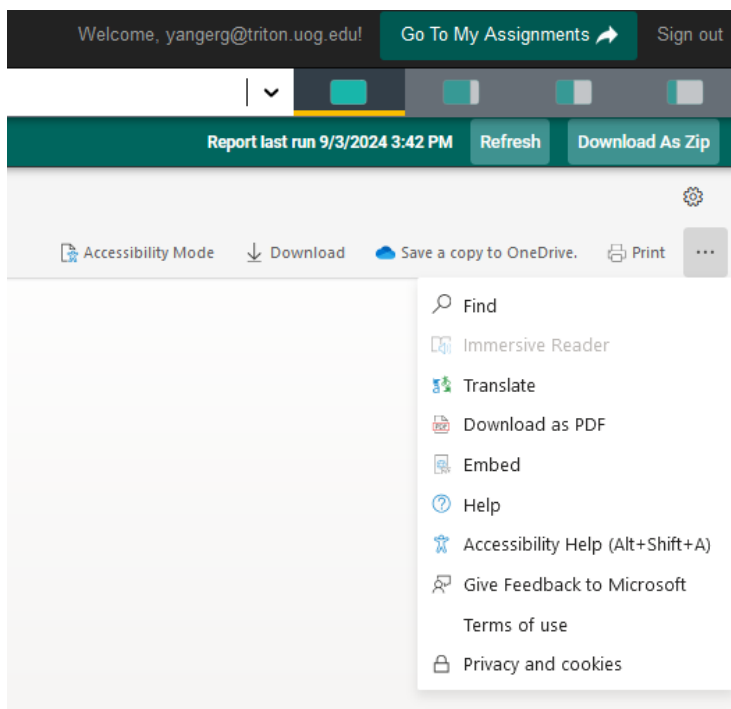 Welcome, yangerg@triton.uog.edu! Go To My Assignments Sign out
Report last run 9/3/2024 3:42 PM Refresh Download As Zip
Accessibility Mode Download Save a copy to OneDrive. Print ...
Find
Immersive Reader
Translate
PDF Download as PDF
Embed
Help
Accessibility Help (Alt+Shift+A)
Give Feedback to Microsoft
Terms of use
Privacy and cookies